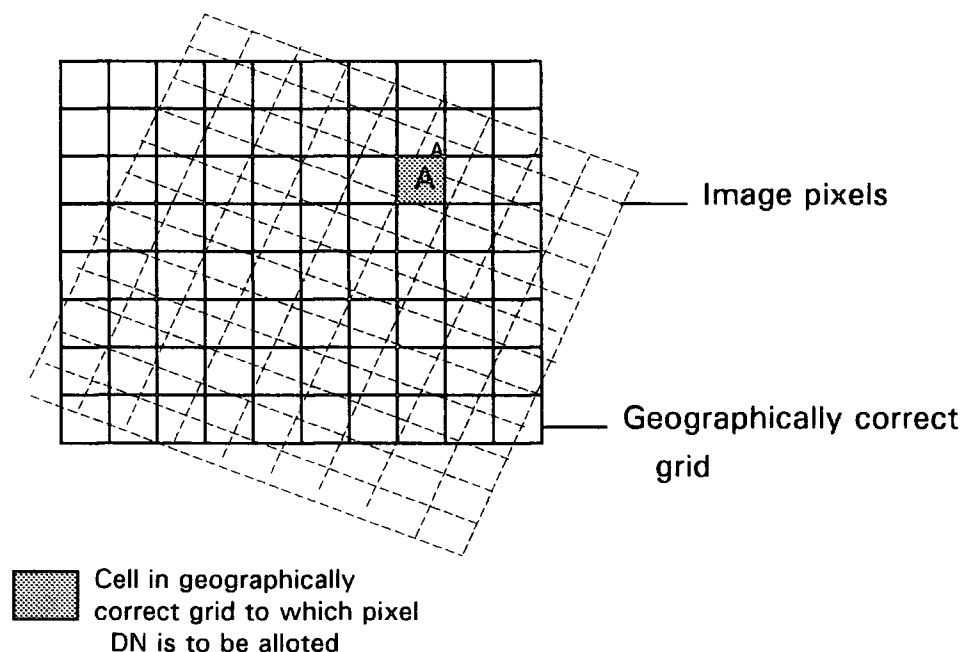 A
A
Image pixels
Geographically correct
grid
Cell in geographically
correct grid to which pixel
DN is to be alloted